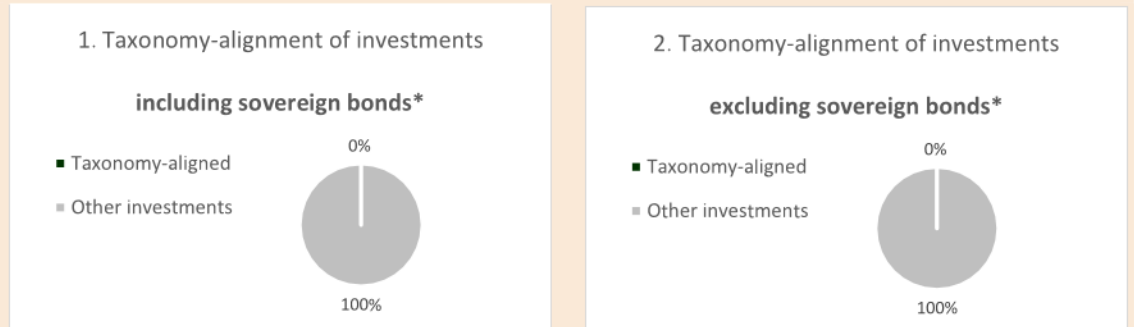 1. Taxonomy-alignment of investments
including sovereign bonds*
Taxonomy-aligned
Other investments
0%
100%
2. Taxonomy-alignment of investments
excluding sovereign bonds*
Taxonomy-aligned
Other investments
0%
100%